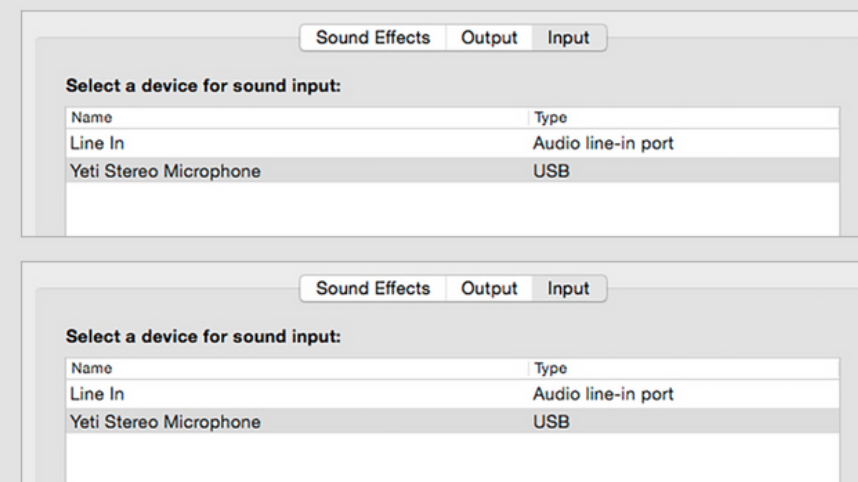 Sound Effects Output Input
Select a device for sound input:
Name Type
Line In Audio line-in port
Yeti Stereo Microphone USB
Sound Effects Output Input
Select a device for sound input:
Name Type
Line In Audio line-in port
Yeti Stereo Microphone USB